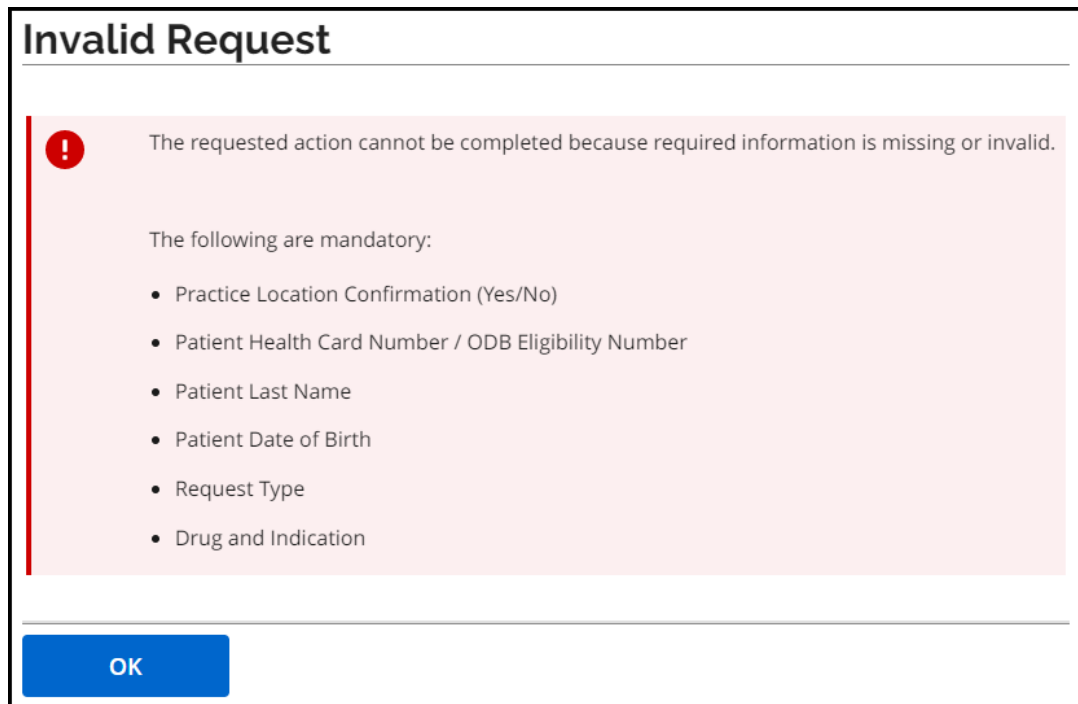 Invalid Request
The requested action cannot be completed because required information is missing or invalid.
The following are mandatory:
• Practice Location Confirmation (Yes/No)
• Patient Health Card Number / ODB Eligibility Number
• Patient Last Name
• Patient Date of Birth
• Request Type
• Drug and Indication
OK